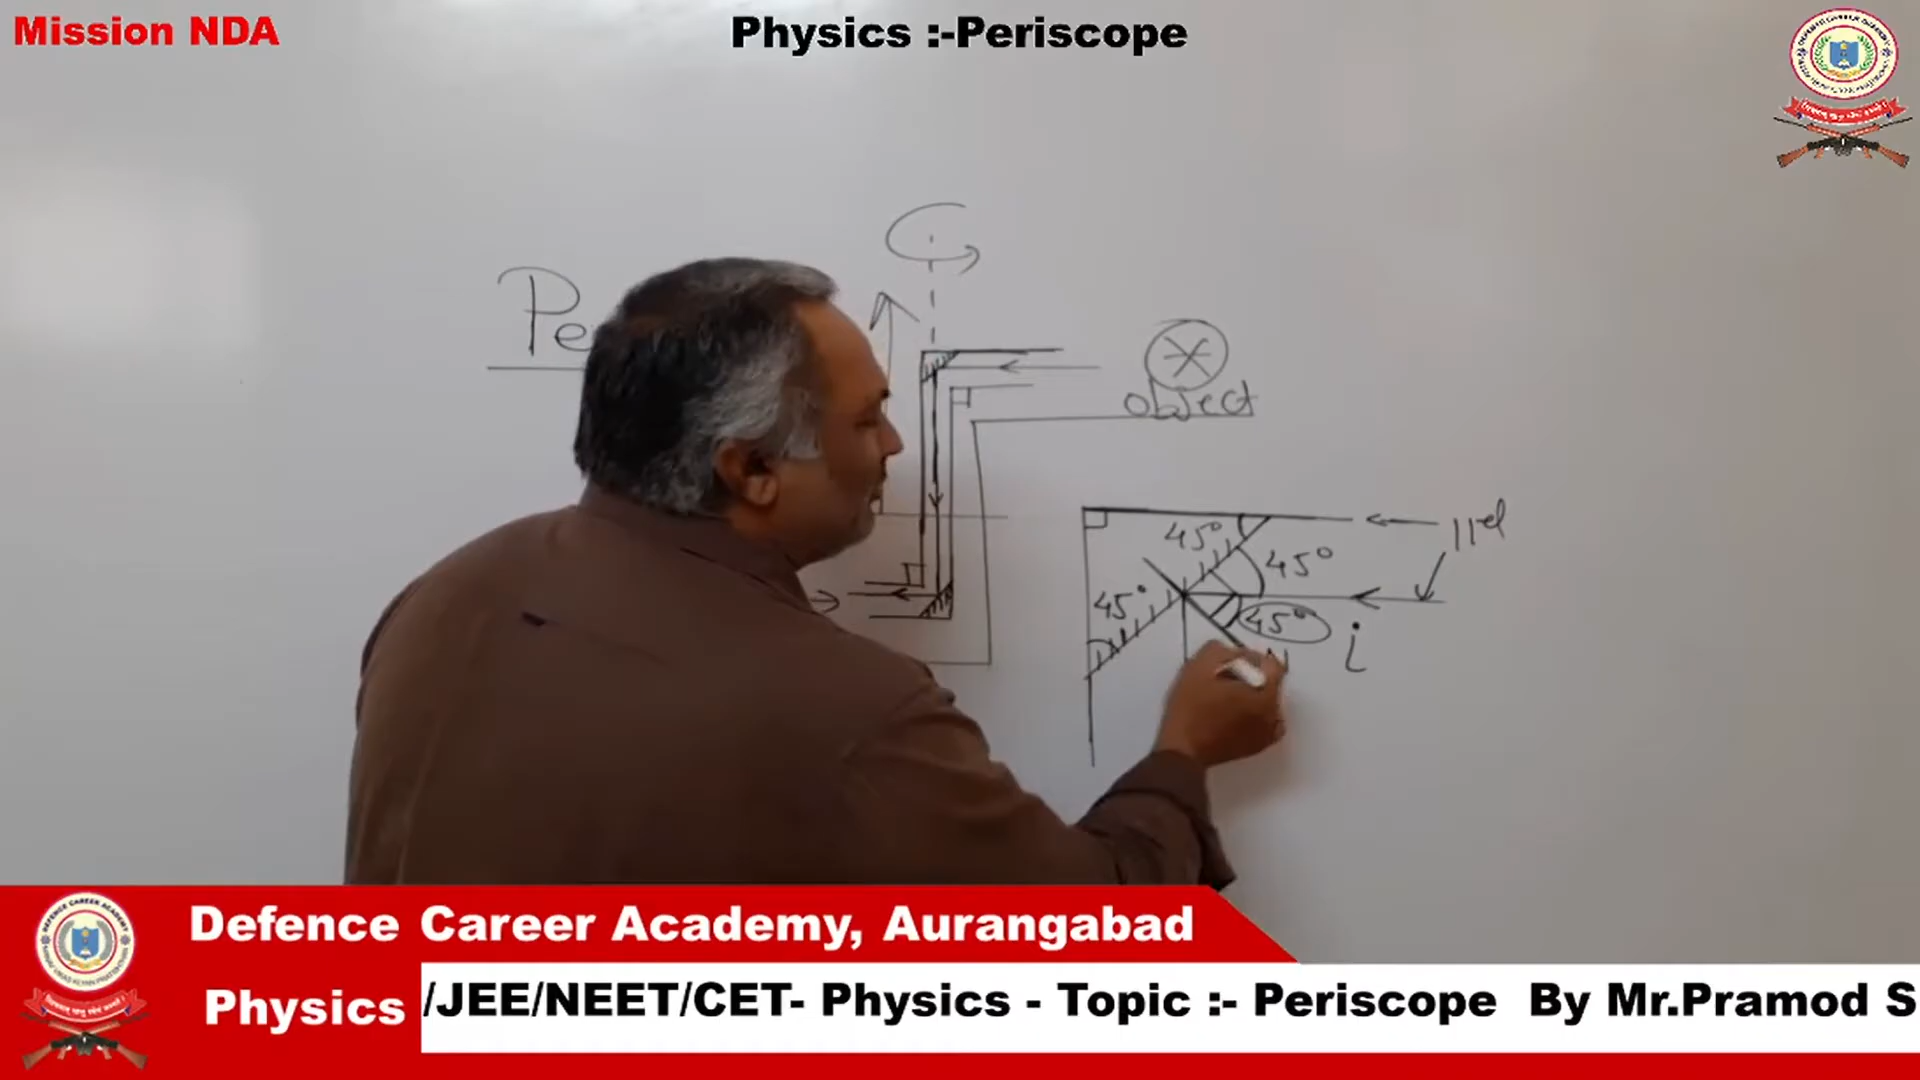 Mission NDA
Physics :-Periscope
Pe
object
45°
11el
45°
45°
45°
i
N
Defence Career Academy, Aurangabad
Physics
/JEE/NEET/CET- Physics - Topic :- Periscope By Mr.Pramod S